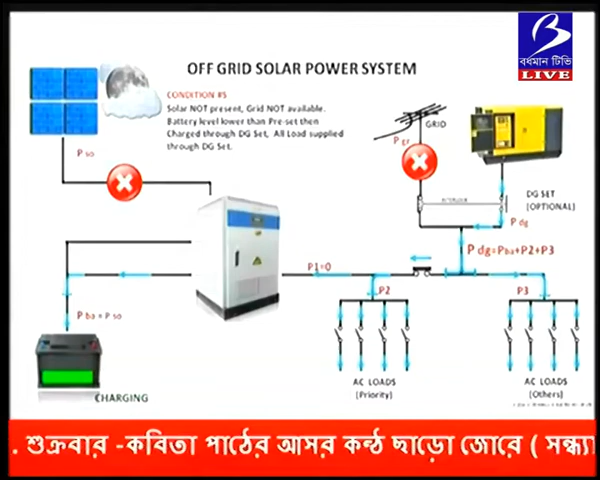 বর্ধমান টিভি
LIVE
OFF GRID SOLAR POWER SYSTEM
CONDITION #5
Solar NOT present, Grid NOT available.
Battery level lower than Pre-set then
Charged through DG Set, All Load supplied
through DG Set.
GRID
P so
P gr
DG SET
(OPTIONAL)
P dg
P dg=Pba+P2+P3
P1=0
P2
P3
P ba = P so
CHARGING
AC LOADS
(Priority)
AC LOADS
(Others)
. শুক্রবার -কবিতা পাঠের আসর কন্ঠ ছাড়ো জোরে ( সন্ধ্যা